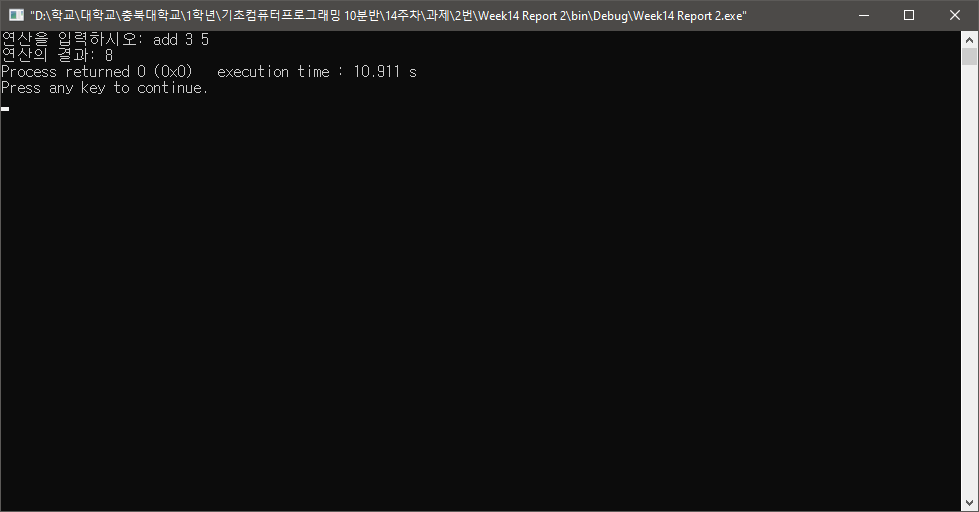 "D:\학교\대학교\충북대학교\1학년\기초컴퓨터프로그래밍 10분반\14주차\과제\2번\Week14 Report 2\bin\Debug\Week14 Report 2.exe"
연산을 입력하시오: add 3 5
연산의 결과: 8
Process returned 0 (0x0)   execution time : 10.911 s
Press any key to continue.